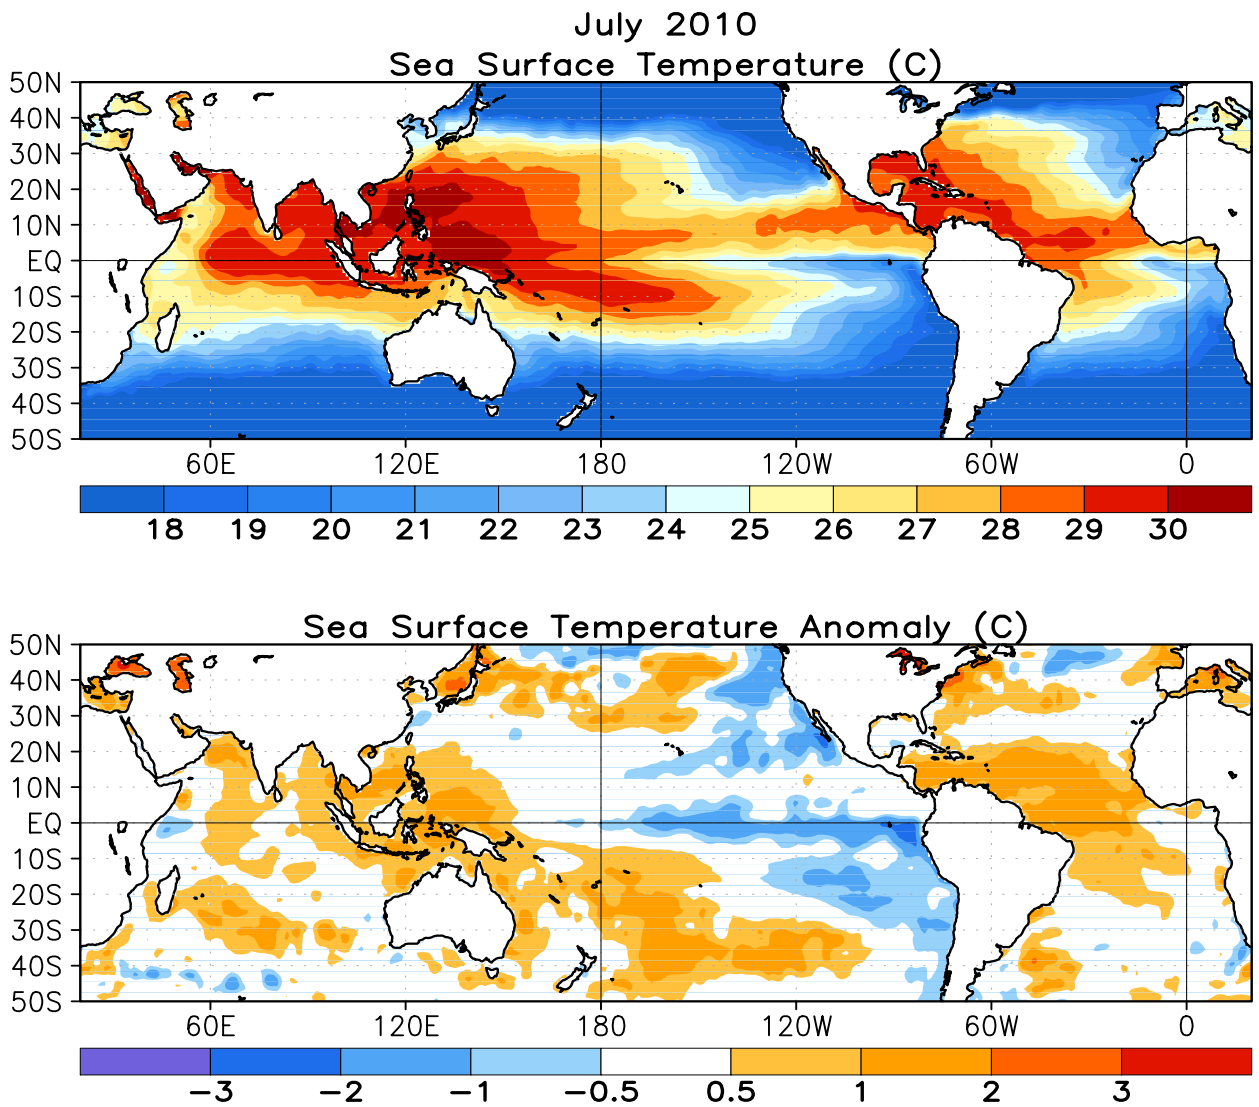 July 2010
Sea Surface Temperature (C)
50N
40N
30N
20N
10N
EQ
10S
20S
30S
40S
50S
60E 120E 180 120W 60W 0
18 19 20 21 22 23 24 25 26 27 28 29 30
Sea Surface Temperature Anomaly (C)
50N
40N
30N
20N
10N
EQ
10S
20S
30S
40S
50S
60E 120E 180 120W 60W 0
-3 -2 -1 -0.5 0.5 1 2 3